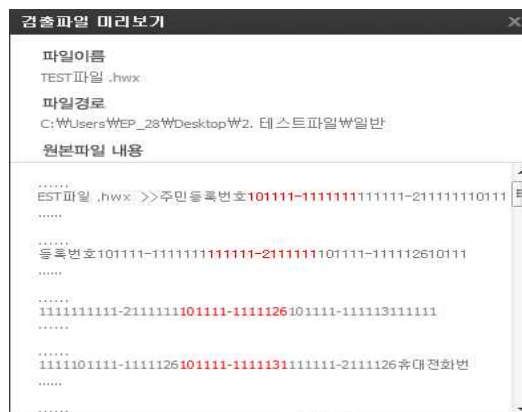 검출파일 미리보기
파일이름
TEST파일 .hwx
파일경로
C:₩Users₩EP_28₩Desktop₩2. 테스트파일₩일반
원본파일 내용
......
EST파일 .hwx >>주민등록번호101111-1111111111111-211111110111
......
......
등록번호101111-1111111111111-2111111101111-111112610111
......
......
1111111111-2111111101111-1111126101111-111113111111
......
......
1111101111-1111126101111-1111131111111-2111126휴대전화번
......
......